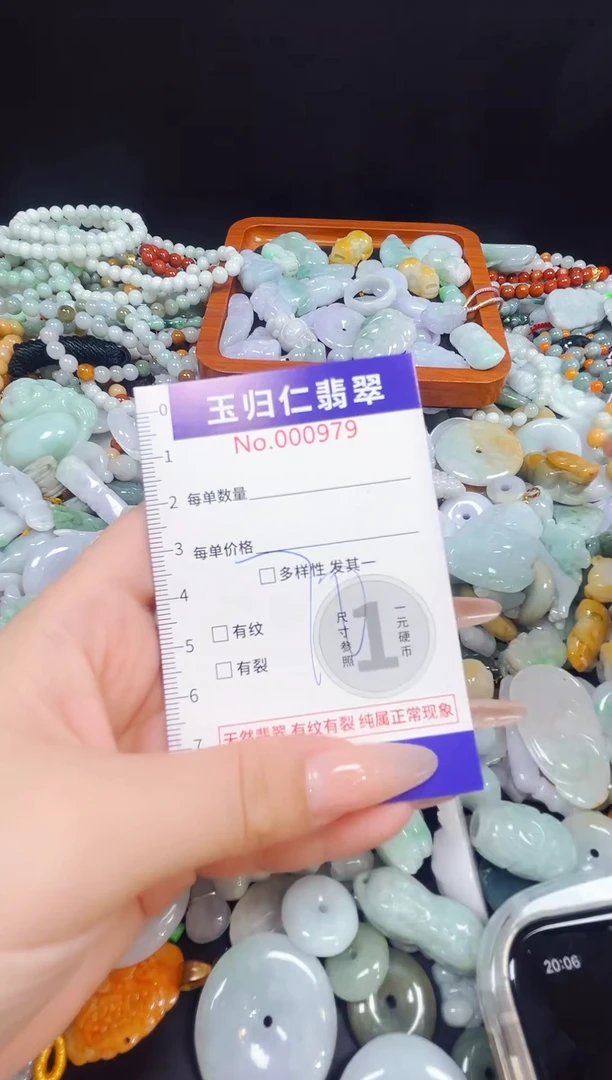 玉归仁翡翠
No.000979
0
1
2
3
4
5
6
7
每单数量
每单价格
多样性 发其一
有纹
有裂
尺寸参照
1
一元硬币
天然翡翠 有纹有裂 纯属正常现象
20:06